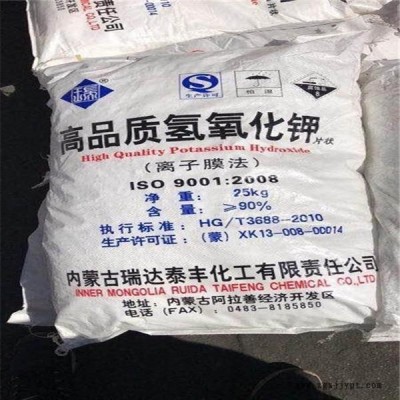 生产许可
高品质氢氧化钾 片状
High Quality Potassium Hydroxide
(离子膜法)
ISO 9001:2008
净 重: 25kg
含 量: ≥90%
执行标准: HG/T3688-2010
生产许可证: (蒙) XK13-008-00014
内蒙古瑞达泰丰化工有限责任公司
INNER MONGOLIA RUIDA TAIFENG CHEMICAL CO.,LTD.
地址: 内蒙古阿拉善经济开发区
电话 (FAX): 0483-8185850